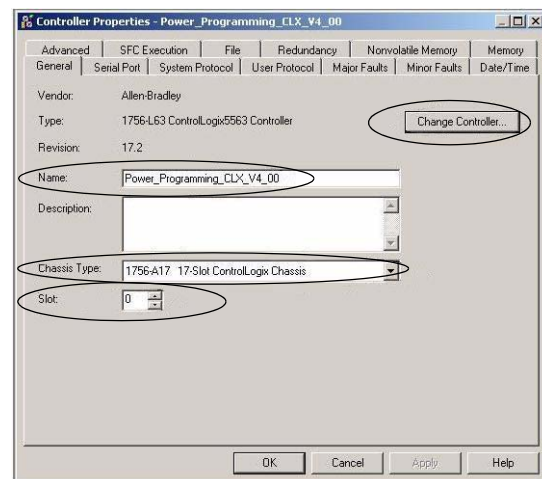 Controller Properties - Power_Programming_CLX_V4_00
Advanced SFC Execution File Redundancy Nonvolatile Memory Memory
General Serial Port System Protocol User Protocol Major Faults Minor Faults Date/Time
Vendor: Allen-Bradley
Type: 1756-L63 ControlLogix5563 Controller Change Controller...
Revision: 17.2
Name: Power_Programming_CLX_V4_00
Description:
Chassis Type: 1756-A17 17-Slot ControlLogix Chassis
Slot: 0
OK Cancel Apply Help